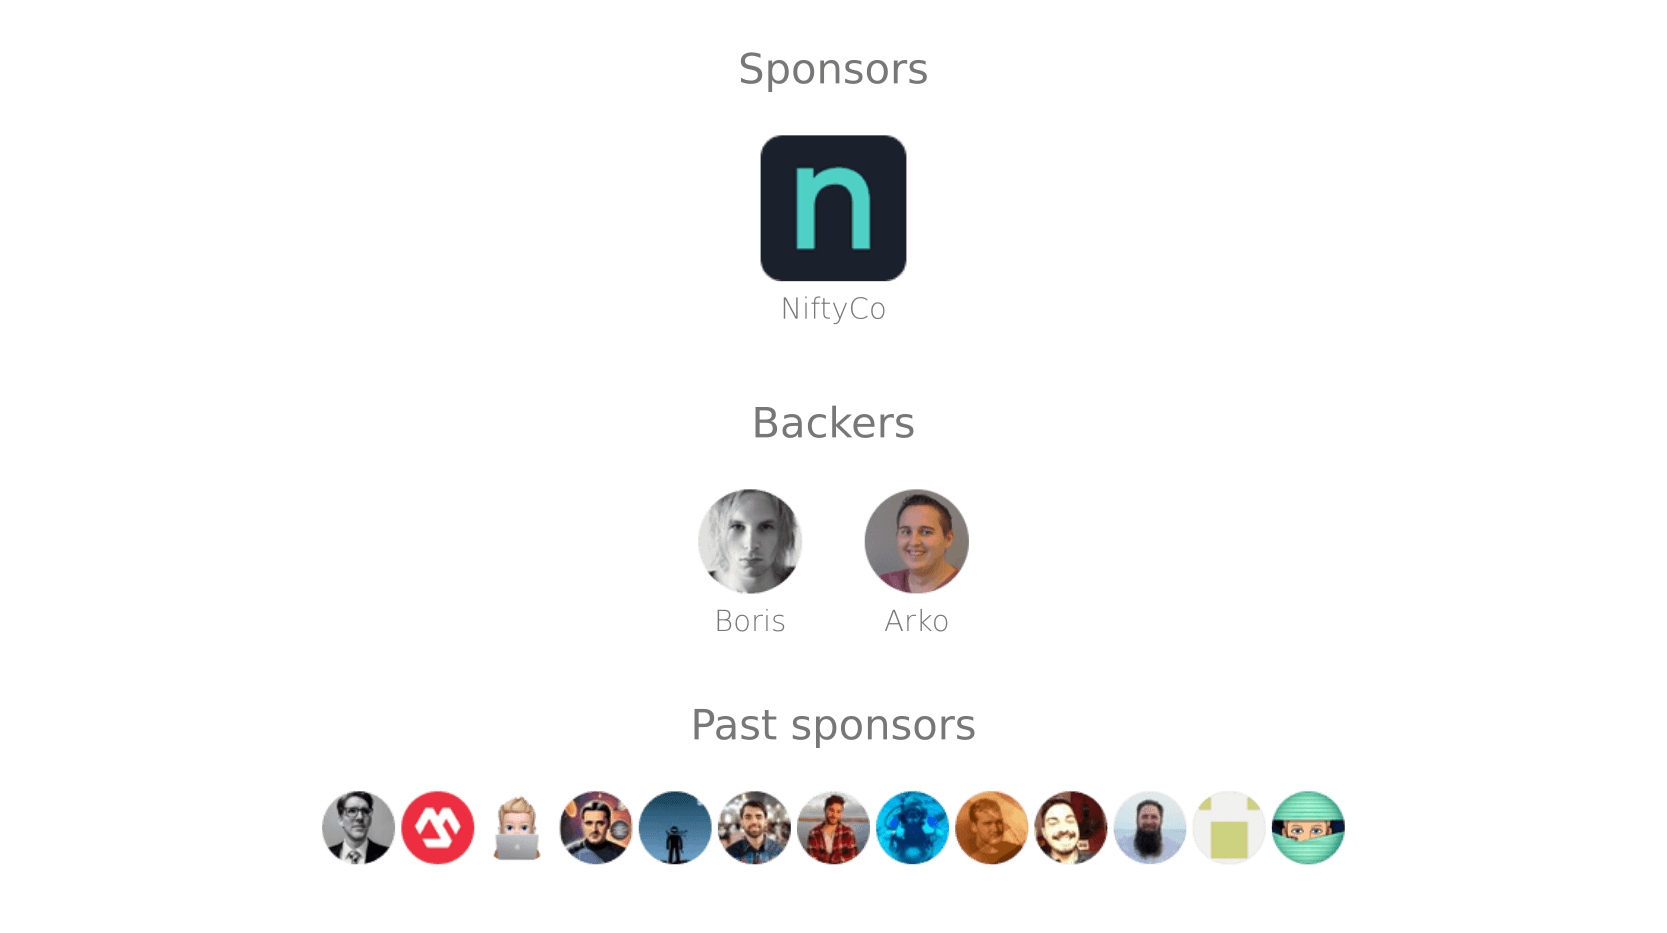 Sponsors
n
NiftyCo
Backers
Boris
Arko
Past sponsors